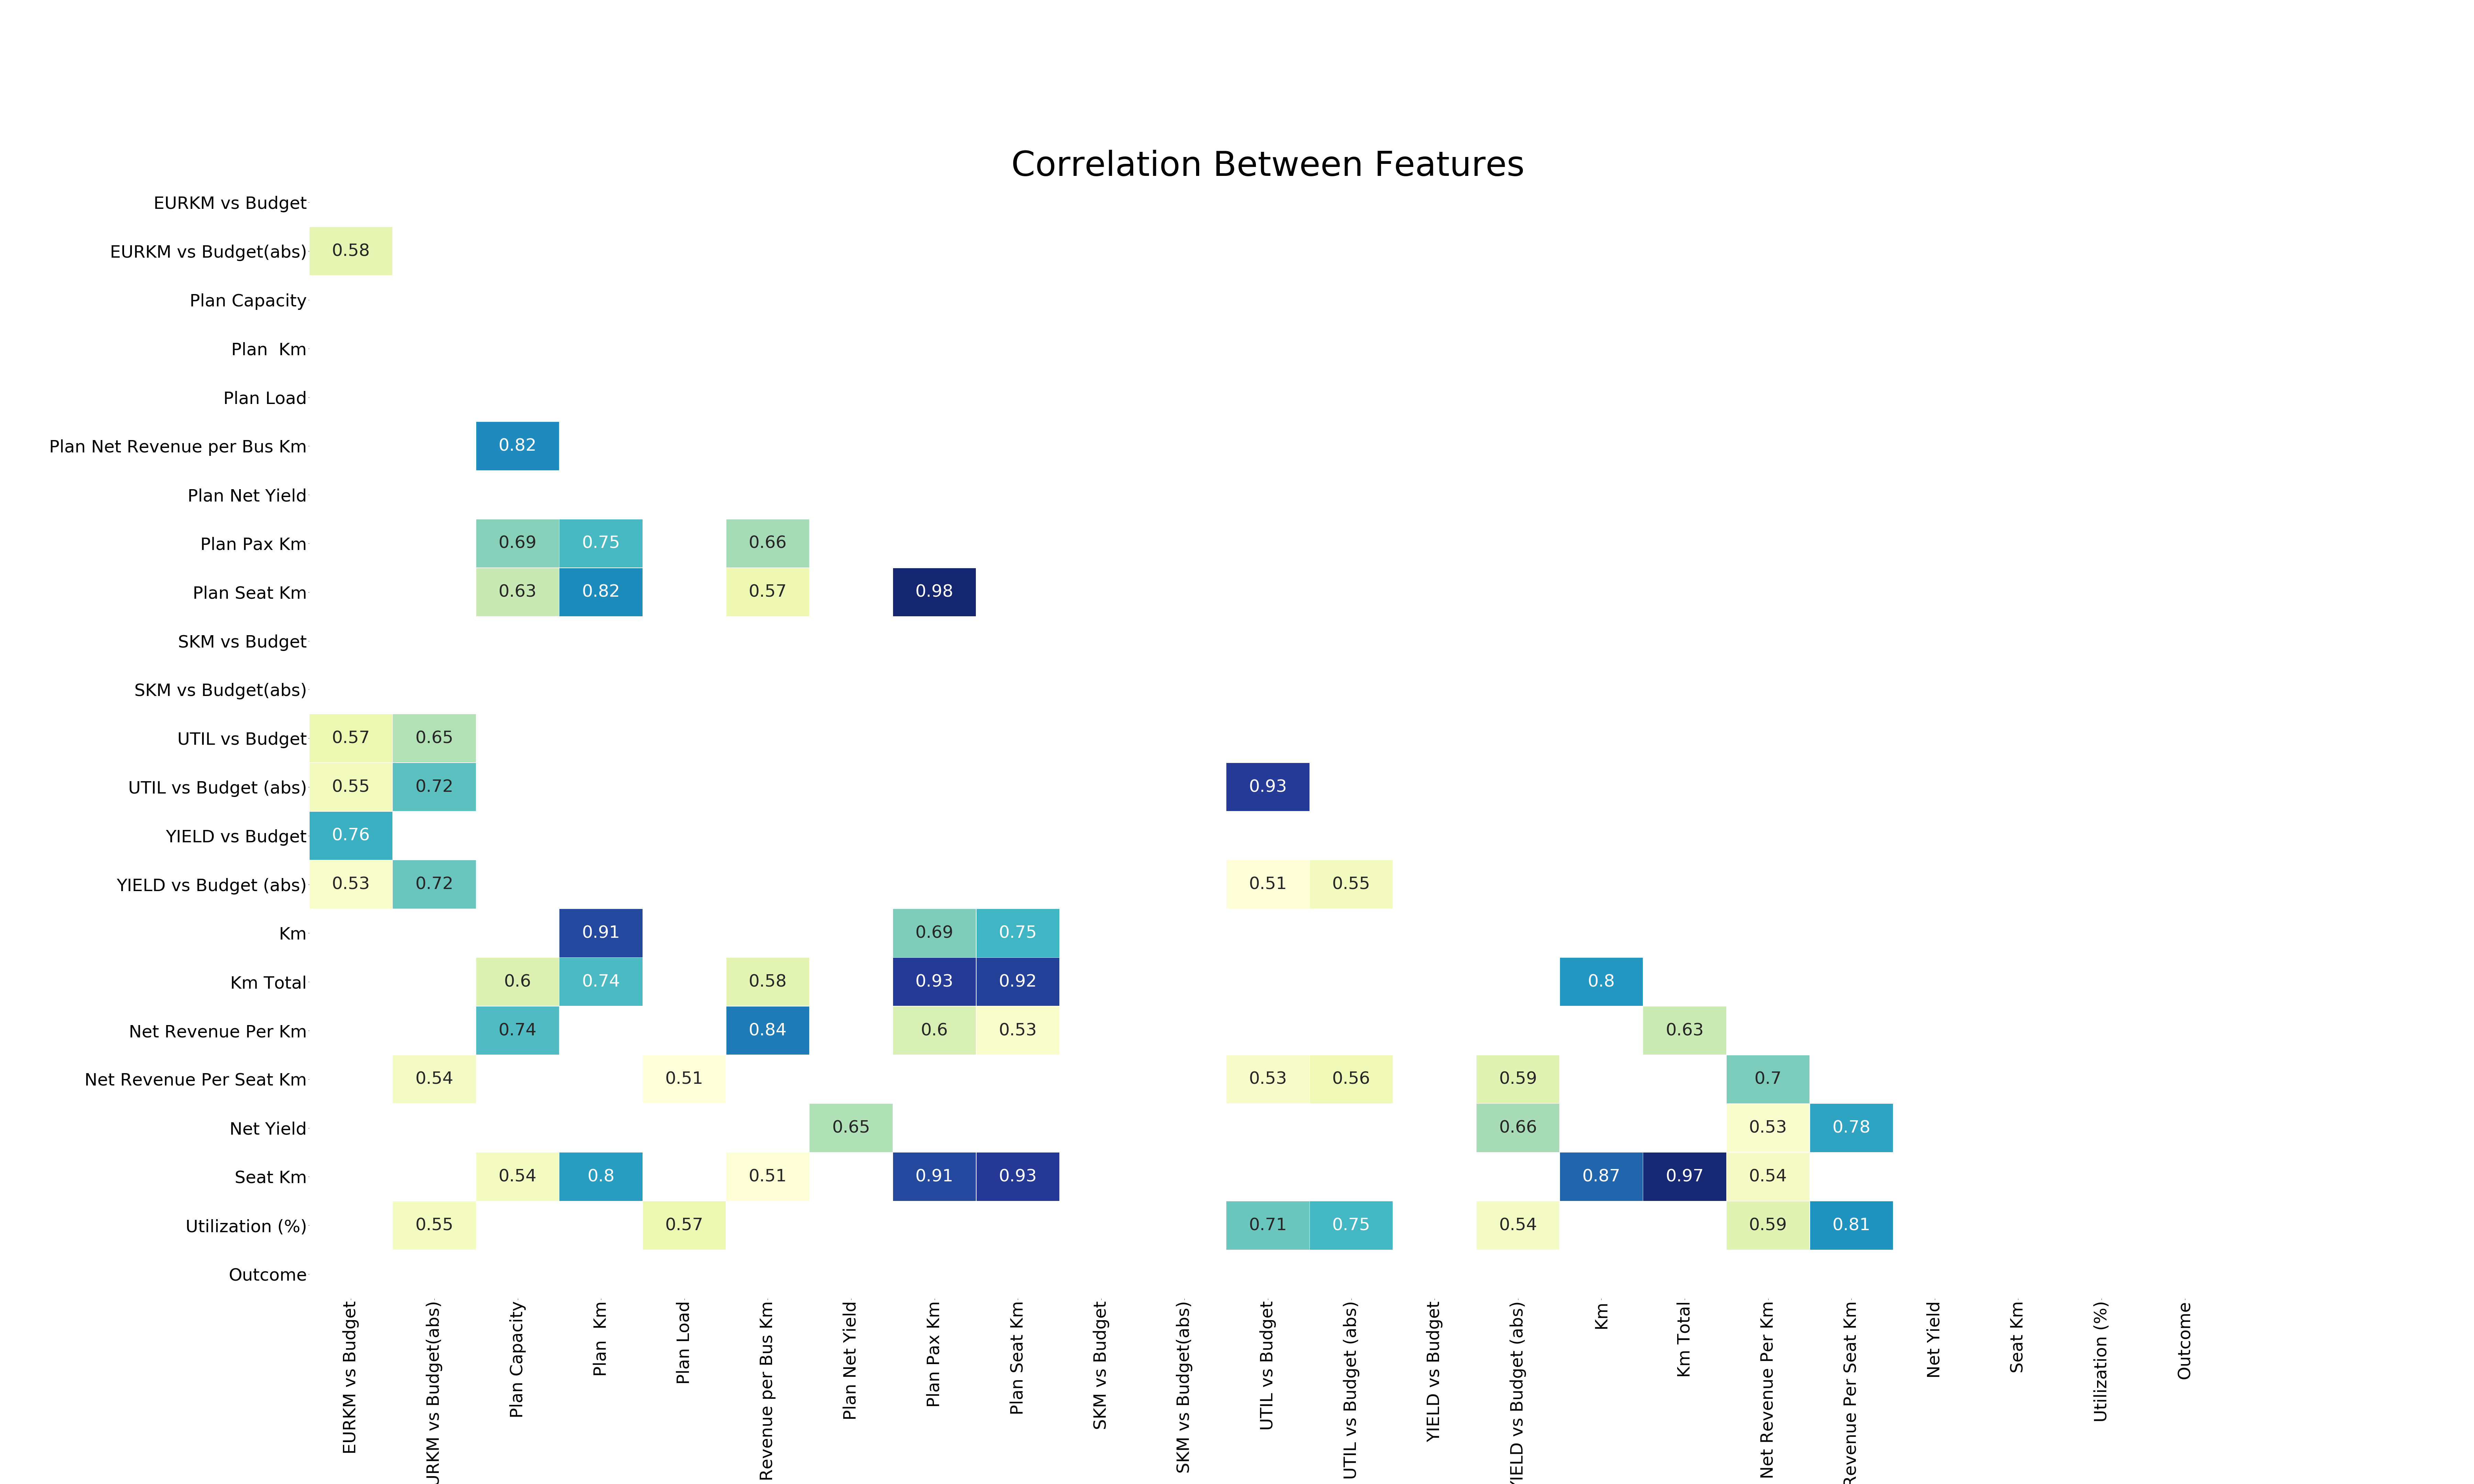 Correlation Between Features
EURKM vs Budget
EURKM vs Budget(abs) 0.58
Plan Capacity
Plan  Km
Plan Load
Plan Net Revenue per Bus Km 0.82
Plan Net Yield
Plan Pax Km 0.69 0.75 0.66
Plan Seat Km 0.63 0.82 0.57 0.98
SKM vs Budget
SKM vs Budget(abs)
UTIL vs Budget 0.57 0.65
UTIL vs Budget (abs) 0.55 0.72 0.93
YIELD vs Budget 0.76
YIELD vs Budget (abs) 0.53 0.72 0.51 0.55
Km 0.91 0.69 0.75
Km Total 0.6 0.74 0.58 0.93 0.92 0.8
Net Revenue Per Km 0.74 0.84 0.6 0.53 0.63
Net Revenue Per Seat Km 0.54 0.51 0.53 0.56 0.59 0.7
Net Yield 0.65 0.66 0.53 0.78
Seat Km 0.54 0.8 0.51 0.91 0.93 0.87 0.97 0.54
Utilization (%) 0.55 0.57 0.71 0.75 0.54 0.59 0.81
Outcome
EURKM vs Budget
URKM vs Budget(abs)
Plan Capacity
Plan  Km
Plan Load
Revenue per Bus Km
Plan Net Yield
Plan Pax Km
Plan Seat Km
SKM vs Budget
SKM vs Budget(abs)
UTIL vs Budget
UTIL vs Budget (abs)
YIELD vs Budget
YIELD vs Budget (abs)
Km
Km Total
Net Revenue Per Km
Revenue Per Seat Km
Net Yield
Seat Km
Utilization (%)
Outcome